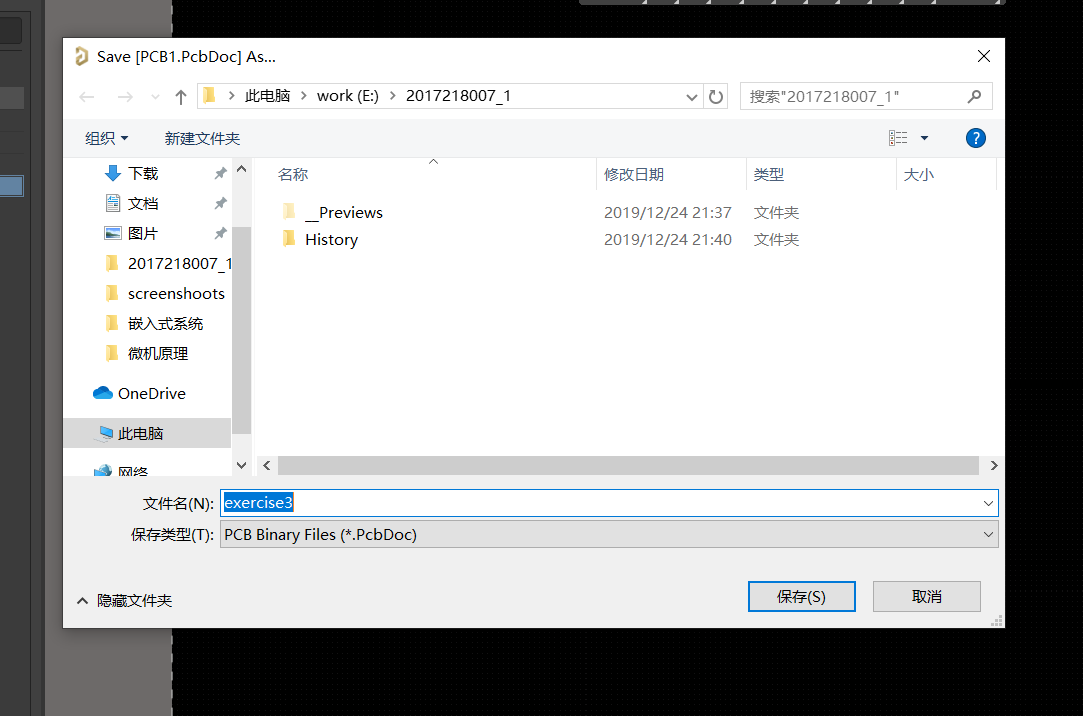 Save [PCB1.PcbDoc] As...
此电脑 > work (E:) > 2017218007_1
搜索"2017218007_1"
组织
新建文件夹
?
下载
文档
图片
2017218007_1
screenshoots
嵌入式系统
微机原理
OneDrive
此电脑
网络
名称 修改日期 类型 大小
__Previews 2019/12/24 21:37 文件夹
History 2019/12/24 21:40 文件夹
文件名(N): exercise3
保存类型(T): PCB Binary Files (*.PcbDoc)
隐藏文件夹
保存(S)
取消